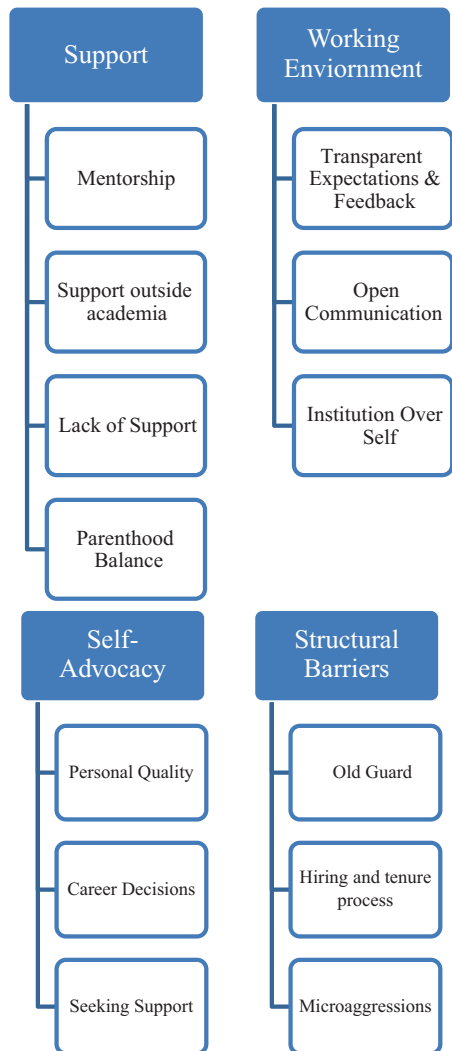 Support
Mentorship
Support outside
academia
Lack of Support
Parenthood
Balance
Working
Enviornment
Transparent
Expectations &
Feedback
Open
Communication
Institution Over
Self
Self-
Advocacy
Personal Quality
Career Decisions
Seeking Support
Structural
Barriers
Old Guard
Hiring and tenure
process
Microaggressions